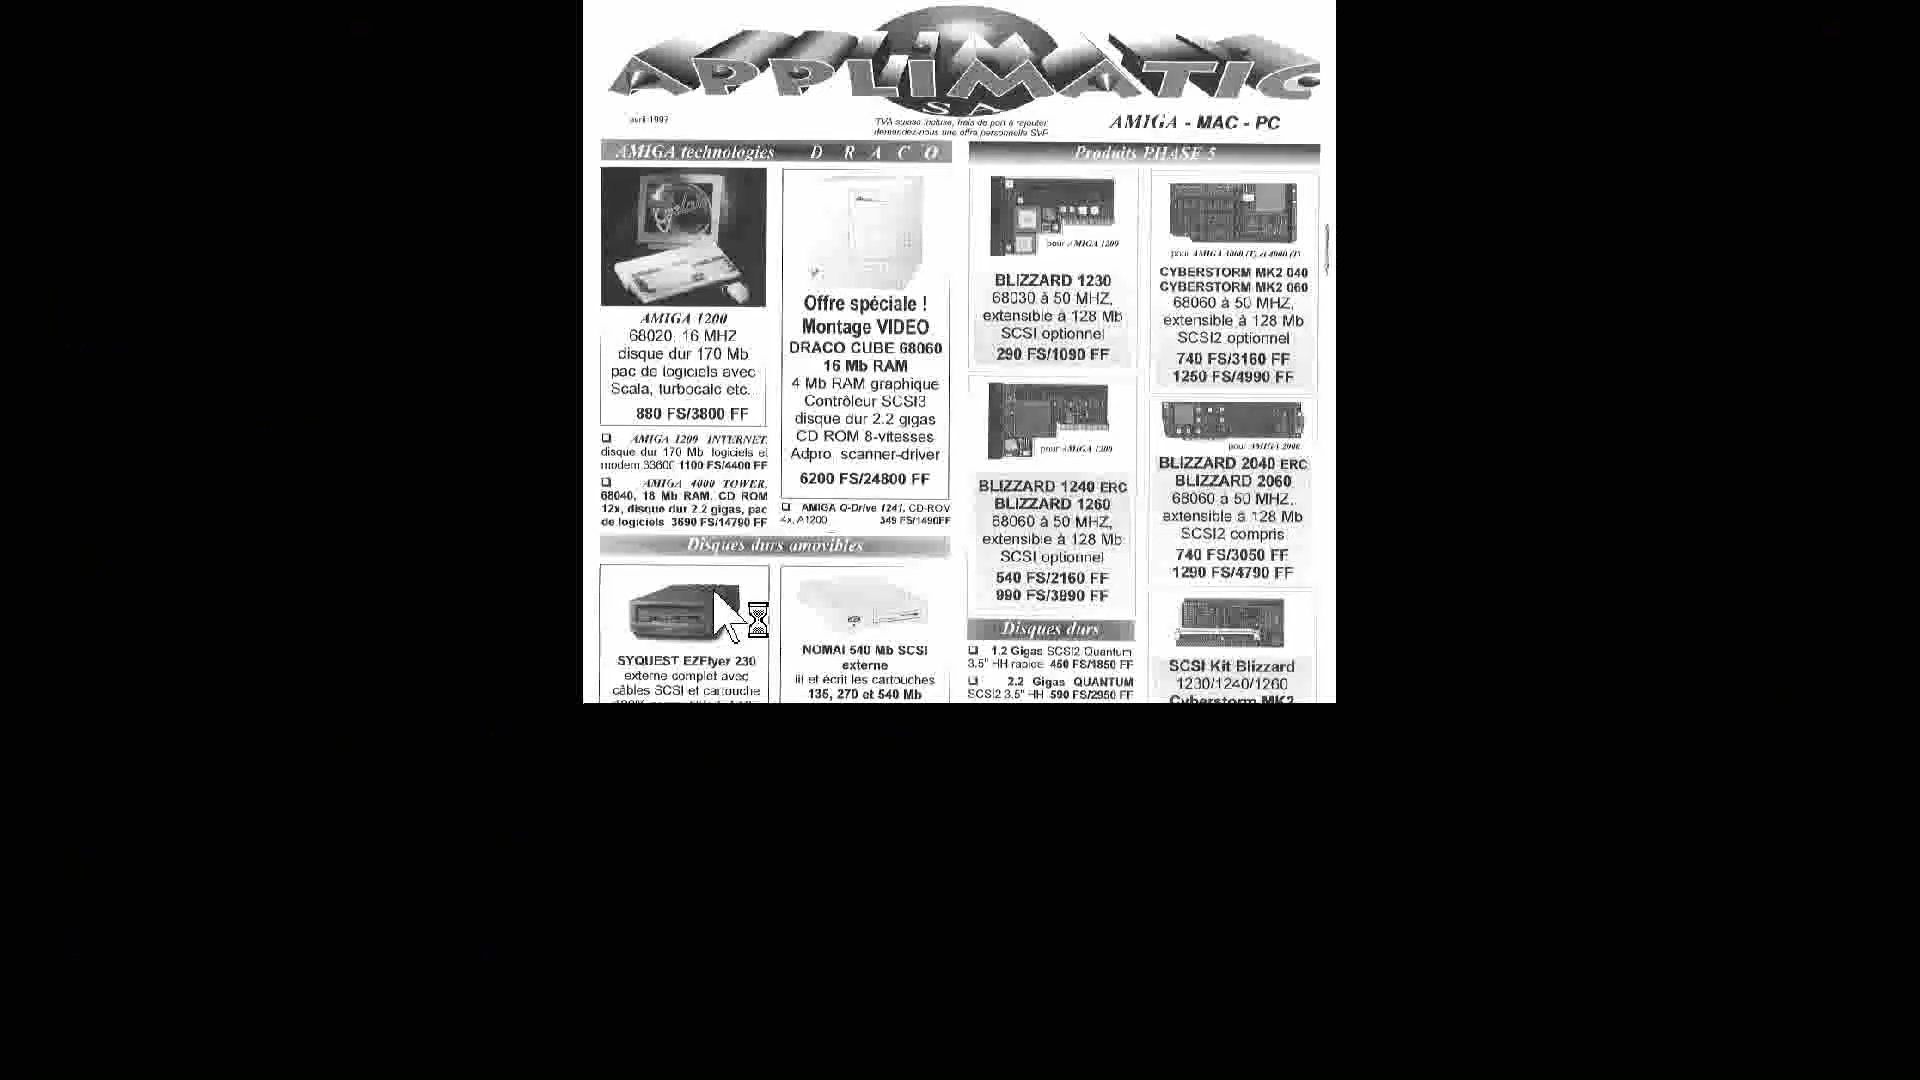 APPLIMATIC
SA
avril 1997
TVA suisse incluse, frais de port à rajouter
demandez-nous une offre personnelle SVP
AMIGA - MAC - PC
AMIGA technologies
D R A C O
AMIGA 1200
68020, 16 MHZ
disque dur 170 Mb
pac de logiciels avec
Scala, turbocalc etc.
880 FS/3800 FF
❑ AMIGA 1200 INTERNET,
disque dur 170 Mb logiciels et
modem 33600 1100 FS/4400 FF
❑ AMIGA 4000 TOWER,
68040, 18 Mb RAM, CD ROM
12x, disque dur 2.2 gigas, pac
de logiciels 3690 FS/14790 FF
Offre spéciale !
Montage VIDEO
DRACO CUBE 68060
16 Mb RAM
4 Mb RAM graphique
Contrôleur SCSI3
disque dur 2.2 gigas
CD ROM 8-vitesses
Adpro, scanner-driver
6200 FS/24800 FF
❑ AMIGA Q-Drive 1241, CD-ROM
4x, A1200 349 FS/1490FF
Disques durs amovibles
SYQUEST EZFlyer 230
externe complet avec
câbles SCSI et cartouche
NOMAI 540 Mb SCSI
externe
lit et écrit les cartouches
135, 270 et 540 Mb
Produits PHASE 5
pour AMIGA 1200
BLIZZARD 1230
68030 à 50 MHZ,
extensible à 128 Mb
SCSI optionnel
290 FS/1090 FF
pour AMIGA 1200
BLIZZARD 1240 ERC
BLIZZARD 1260
68060 à 50 MHZ,
extensible à 128 Mb
SCSI optionnel
540 FS/2160 FF
990 FS/3990 FF
Disques durs
❑ 1.2 Gigas SCSI2 Quantum
3.5" HH rapide 450 FS/1850 FF
❑ 2.2 Gigas QUANTUM
SCSI2 3.5" HH 590 FS/2950 FF
pour AMIGA 3000 (T) et 4000 (T)
CYBERSTORM MK2 040
CYBERSTORM MK2 060
68060 à 50 MHZ,
extensible à 128 Mb
SCSI2 optionnel
740 FS/3160 FF
1250 FS/4990 FF
pour AMIGA 2000
BLIZZARD 2040 ERC
BLIZZARD 2060
68060 à 50 MHZ,
extensible à 128 Mb
SCSI2 compris
740 FS/3050 FF
1290 FS/4790 FF
SCSI Kit Blizzard
1230/1240/1260
Cyberstorm MK2